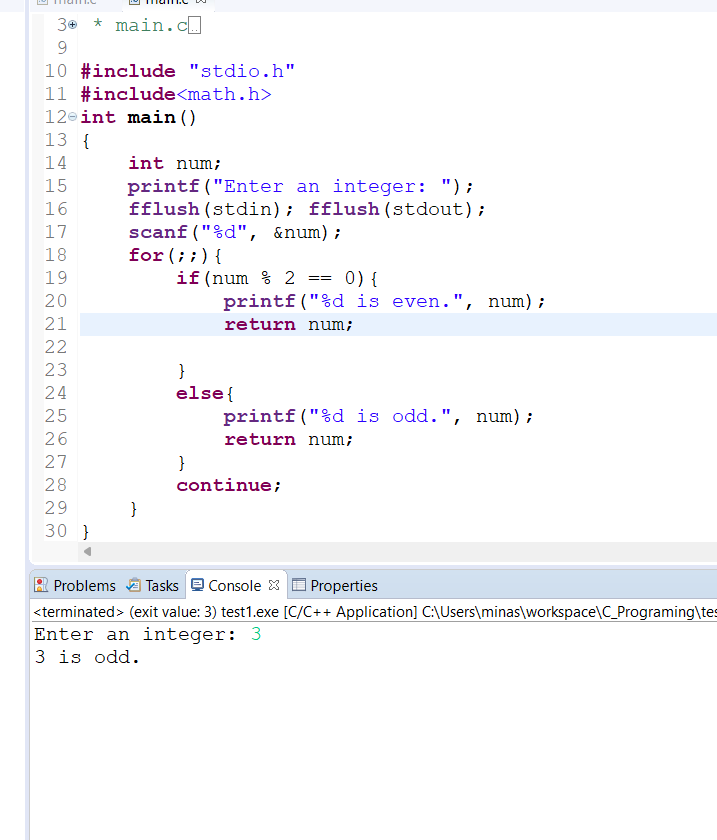 main.c main.c
3 * main.c
9
10 #include "stdio.h"
11 #include<math.h>
12 int main()
13 {
14 int num;
15 printf("Enter an integer: ");
16 fflush(stdin); fflush(stdout);
17 scanf("%d", &num);
18 for(;;){
19 if(num % 2 == 0){
20 printf("%d is even.", num);
21 return num;
22
23 }
24 else{
25 printf("%d is odd.", num);
26 return num;
27 }
28 continue;
29 }
30 }
Problems Tasks Console Properties
<terminated> (exit value: 3) test1.exe [C/C++ Application] C:\Users\minas\workspace\C_Programing\tes
Enter an integer: 3
3 is odd.